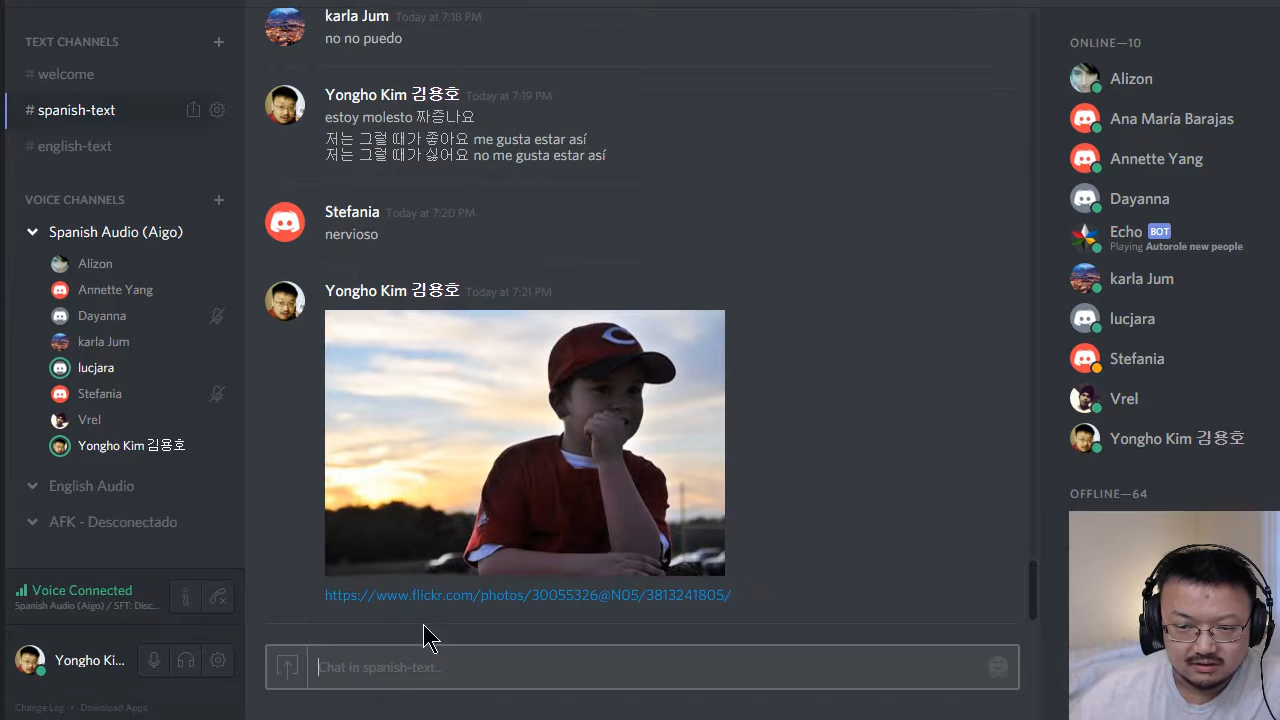 TEXT CHANNELS +
# welcome
# spanish-text
# english-text
VOICE CHANNELS +
Spanish Audio (Aigo)
Alizon
Annette Yang
Dayanna
karla Jum
lucjara
Stefania
Vrel
Yongho Kim 김용호
English Audio
AFK - Desconectado
Voice Connected
Spanish Audio (Aigo) / SFT: Disc...
Yongho Ki...
Change Log • Download Apps
karla Jum Today at 7:18 PM
no no puedo
Yongho Kim 김용호 Today at 7:19 PM
estoy molesto 짜증나요
저는 그럴 때가 좋아요 me gusta estar así
저는 그럴 때가 싫어요 no me gusta estar así
Stefania Today at 7:20 PM
nervioso
Yongho Kim 김용호 Today at 7:21 PM
C
https://www.flickr.com/photos/30055326@N05/3813241805/
Chat in spanish-text...
ONLINE—10
Alizon
Ana María Barajas
Annette Yang
Dayanna
Echo BOT
Playing Autorole new people
karla Jum
lucjara
Stefania
Vrel
Yongho Kim 김용호
OFFLINE—64